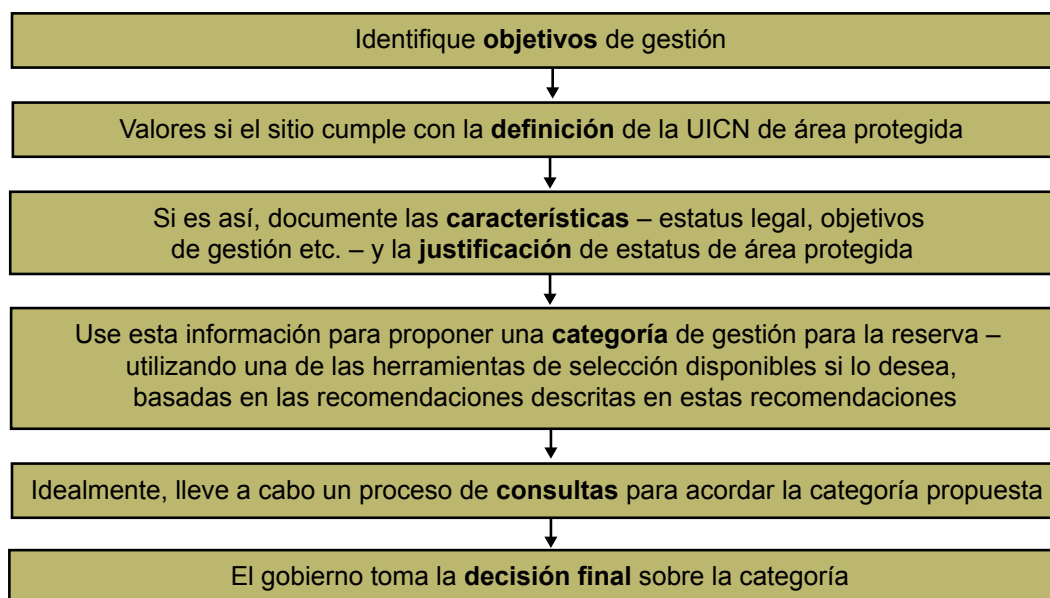 Identifique objetivos de gestión
Valores si el sitio cumple con la definición de la UICN de área protegida
Si es así, documente las características – estatus legal, objetivos
de gestión etc. – y la justificación de estatus de área protegida
Use esta información para proponer una categoría de gestión para la reserva –
utilizando una de las herramientas de selección disponibles si lo desea,
basadas en las recomendaciones descritas en estas recomendaciones
Idealmente, lleve a cabo un proceso de consultas para acordar la categoría propuesta
El gobierno toma la decisión final sobre la categoría